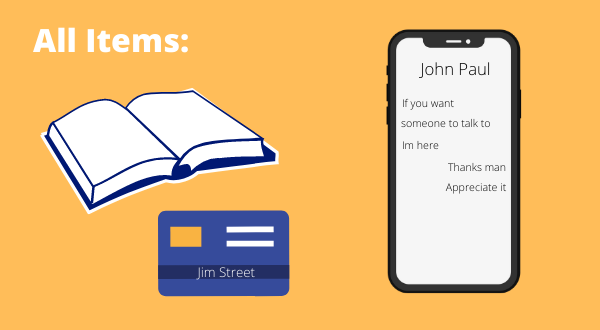 All Items:
John Paul
If you want
someone to talk to
Im here
Thanks man
Appreciate it
Jim Street